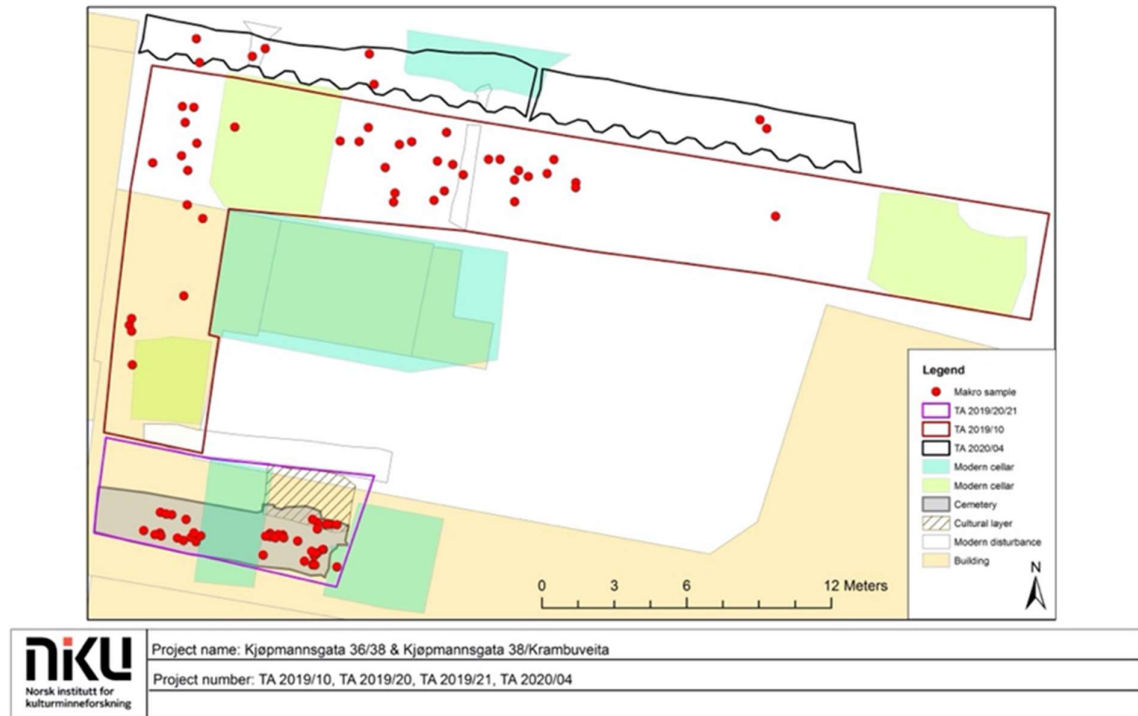 Legend
Makro sample
TA 2019/20/21
TA 2019/10
TA 2020/04
Modern cellar
Modern cellar
Cemetery
Cultural layer
Modern disturbance
Building
N
0 3 6 12 Meters
NIKU
Norsk institutt for
kulturminneforskning
Project name: Kjøpmannsgata 36/38 & Kjøpmannsgata 38/Krambuveita
Project number: TA 2019/10, TA 2019/20, TA 2019/21, TA 2020/04